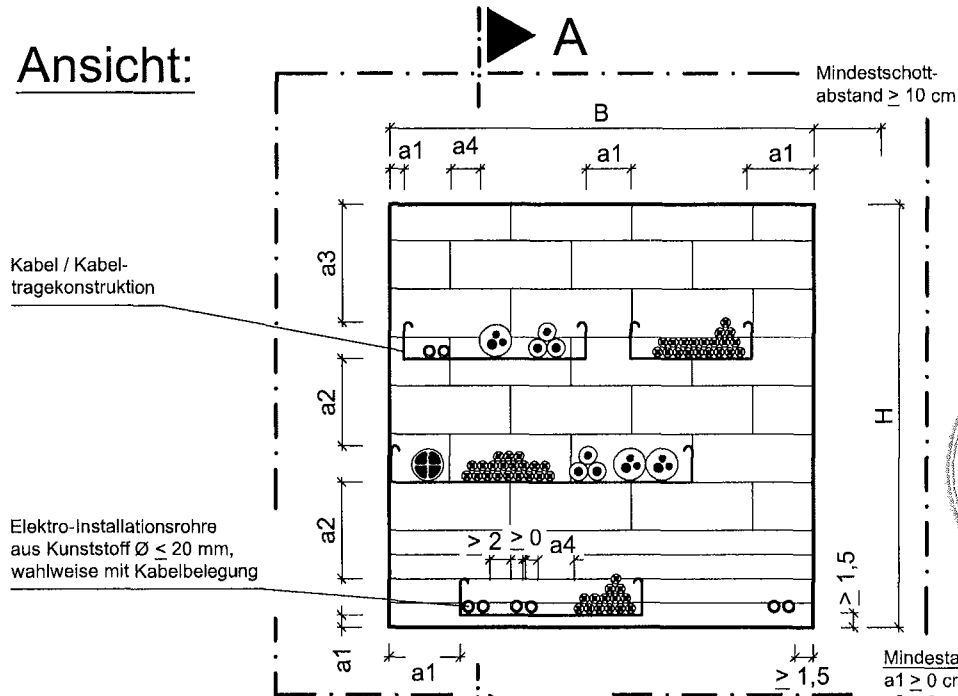 Ansicht:
A
Mindestschott-
abstand ≥ 10 cm
B
a1
a4
a1
a1
a3
Kabel / Kabel-
tragekonstruktion
a2
H
a2
Elektro-Installationsrohre
aus Kunststoff Ø ≤ 20 mm,
wahlweise mit Kabelbelegung
> 2
≥ 0
a4
≥ 1,5
a1
a1
≥ 1,5
Mindesta
a1 ≥ 0 cm